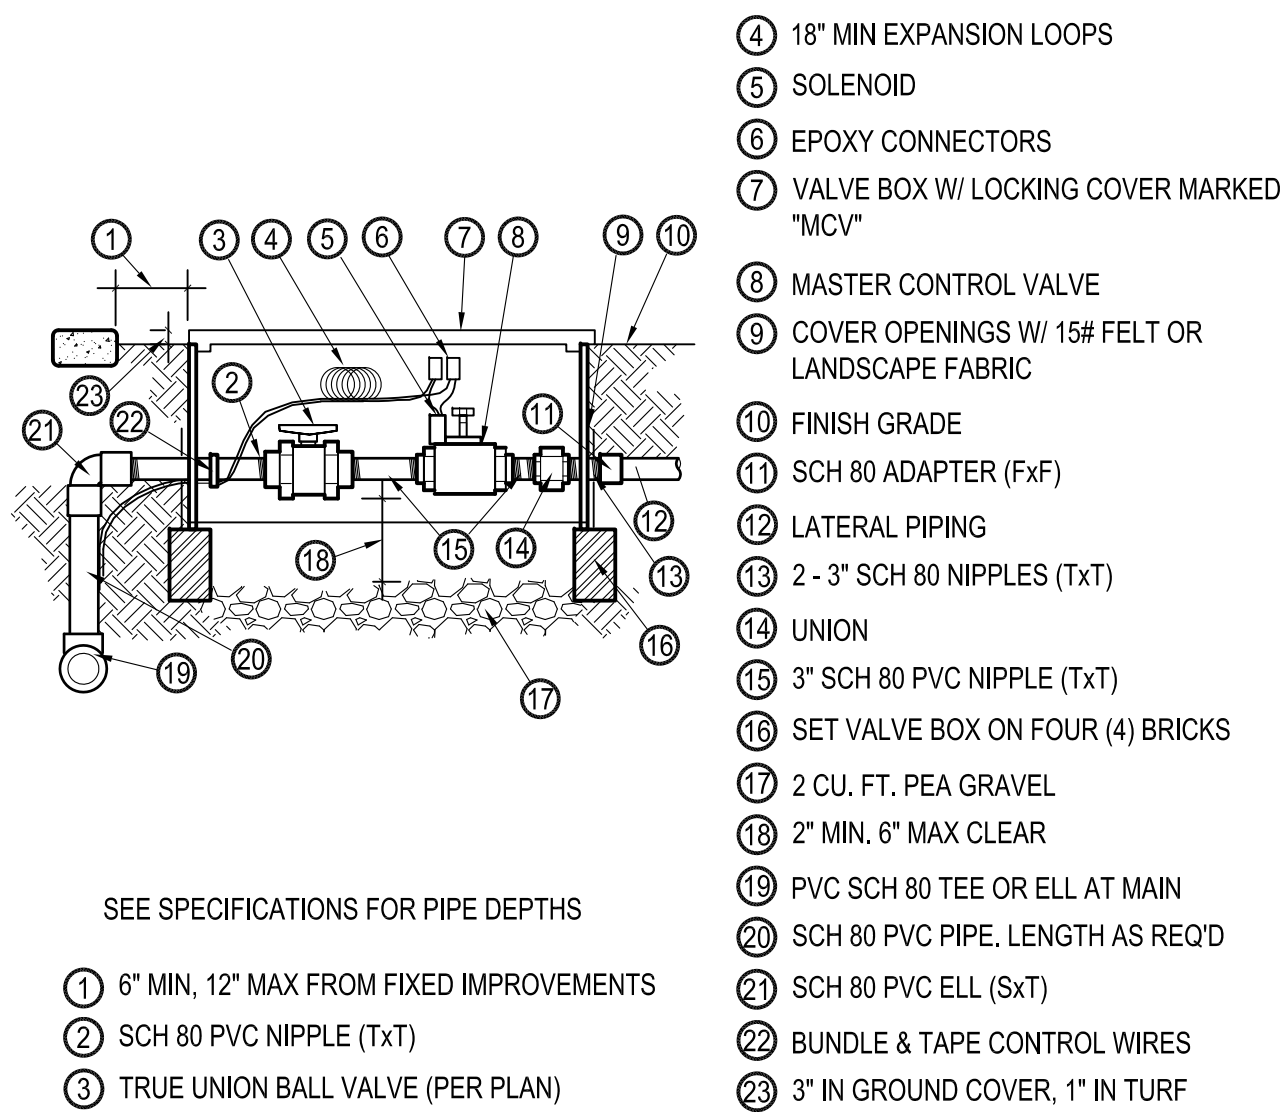 4 18" MIN EXPANSION LOOPS
5 SOLENOID
6 EPOXY CONNECTORS
7 VALVE BOX W/ LOCKING COVER MARKED
"MCV"
8 MASTER CONTROL VALVE
9 COVER OPENINGS W/ 15# FELT OR
LANDSCAPE FABRIC
10 FINISH GRADE
11 SCH 80 ADAPTER (FxF)
12 LATERAL PIPING
13 2 - 3" SCH 80 NIPPLES (TxT)
14 UNION
15 3" SCH 80 PVC NIPPLE (TxT)
16 SET VALVE BOX ON FOUR (4) BRICKS
17 2 CU. FT. PEA GRAVEL
18 2" MIN. 6" MAX CLEAR
19 PVC SCH 80 TEE OR ELL AT MAIN
20 SCH 80 PVC PIPE. LENGTH AS REQ'D
21 SCH 80 PVC ELL (SxT)
22 BUNDLE & TAPE CONTROL WIRES
23 3" IN GROUND COVER, 1" IN TURF
1 3 4 5 6 7 8 9 10
23 2
21 22 11
18 15 14 12
13
19 20 16
17
SEE SPECIFICATIONS FOR PIPE DEPTHS
1 6" MIN, 12" MAX FROM FIXED IMPROVEMENTS
2 SCH 80 PVC NIPPLE (TxT)
3 TRUE UNION BALL VALVE (PER PLAN)